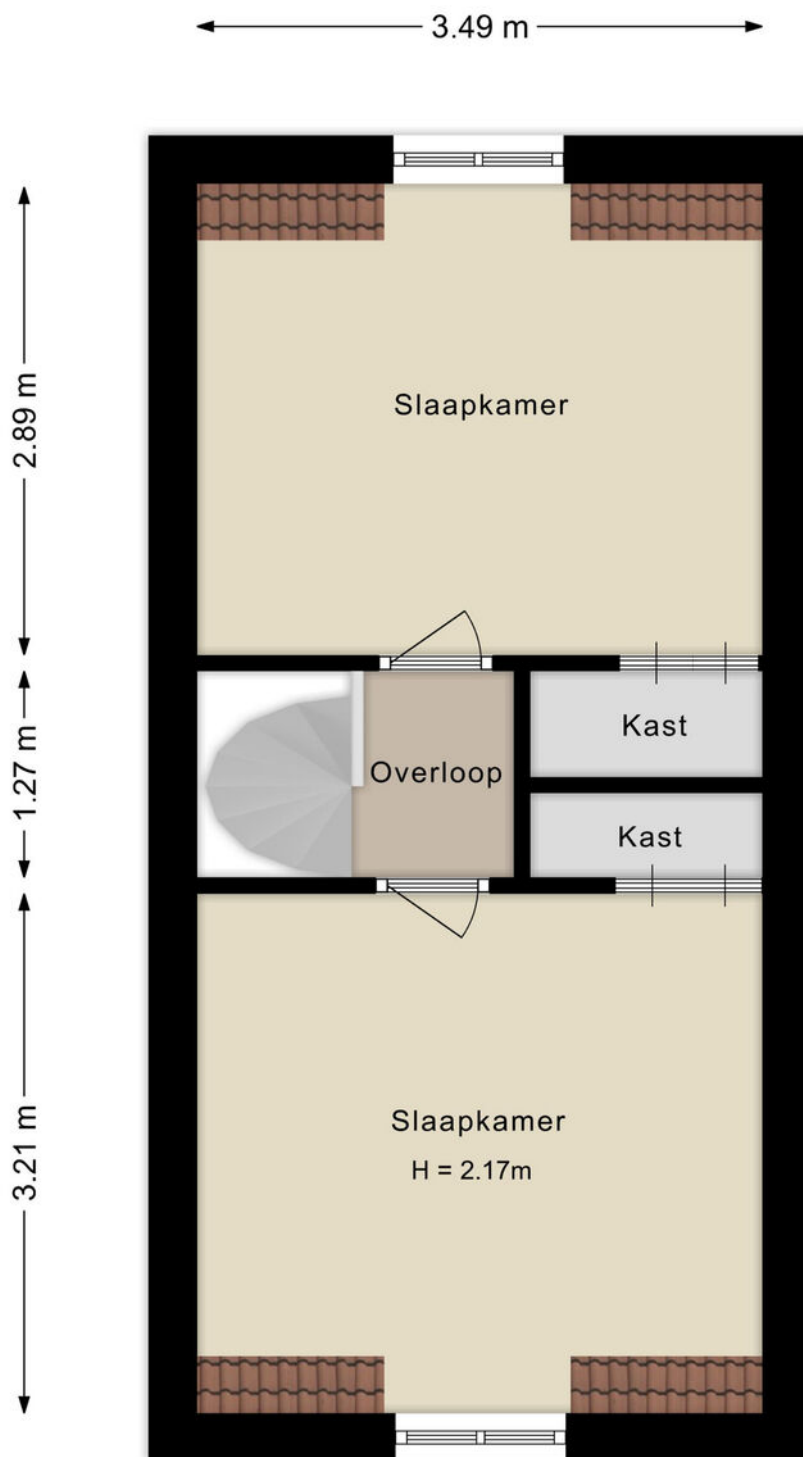 3.49 m
2.89 m
Slaapkamer
1.27 m
Kast
Overloop
Kast
3.21 m
Slaapkamer
H = 2.17m